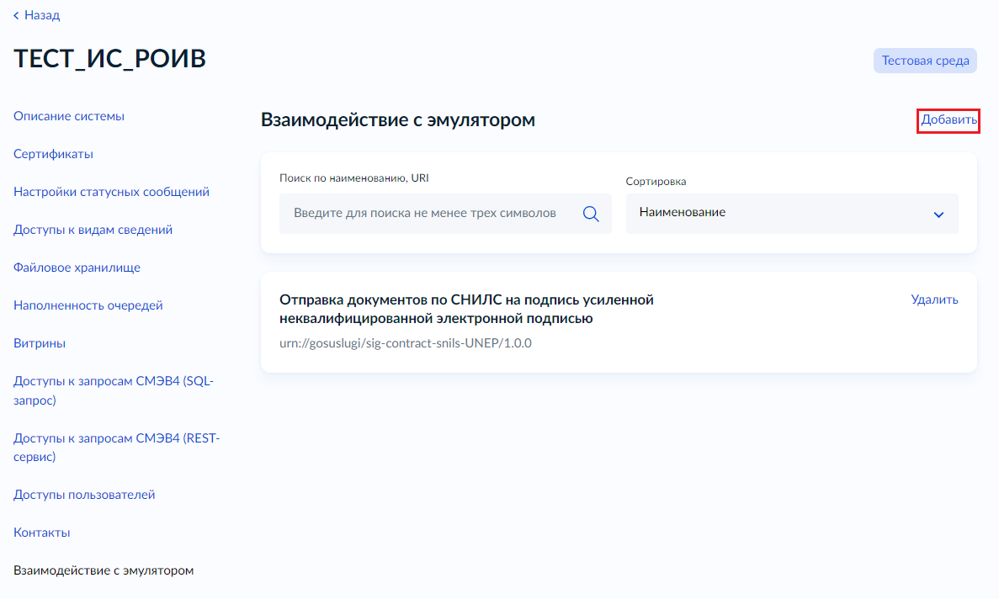 Назад
ТЕСТ_ИС_РОИВ
Тестовая среда
Описание системы
Сертификаты
Настройки статусных сообщений
Доступы к видам сведений
Файловое хранилище
Наполненность очередей
Витрины
Доступы к запросам СМЭВ4 (SQL-
запрос)
Доступы к запросам СМЭВ4 (REST-
сервис)
Доступы пользователей
Контакты
Взаимодействие с эмулятором
Взаимодействие с эмулятором
Добавить
Поиск по наименованию, URI
Введите для поиска не менее трех символов
Сортировка
Наименование
Отправка документов по СНИЛС на подпись усиленной
неквалифицированной электронной подписью
urn://gosuslugi/sig-contract-snils-UNEP/1.0.0
Удалить